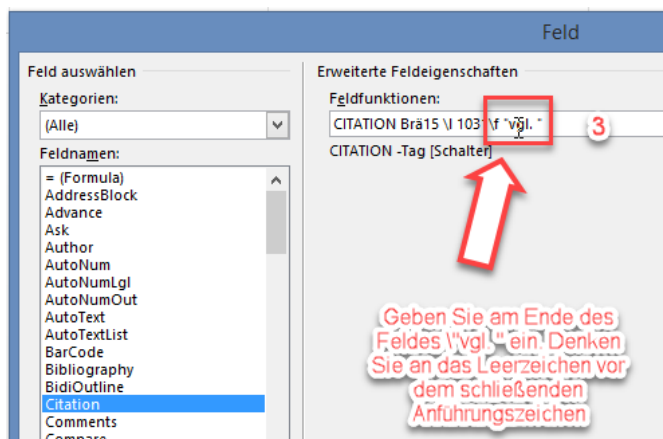 Feld
Feld auswählen
Kategorien:
(Alle)
Feldnamen:
= (Formula)
AddressBlock
Advance
Ask
Author
AutoNum
AutoNumLgl
AutoNumOut
AutoText
AutoTextList
BarCode
Bibliography
BidiOutline
Citation
Comments
Compare
Erweiterte Feldeigenschaften
Feldfunktionen:
CITATION Brä15 \l 1031\f "vgl. "
3
CITATION -Tag [Schalter]
Geben Sie am Ende des
Feldes \"vgl. " ein. Denken
Sie an das Leerzeichen vor
dem schließenden
Anführungszeichen